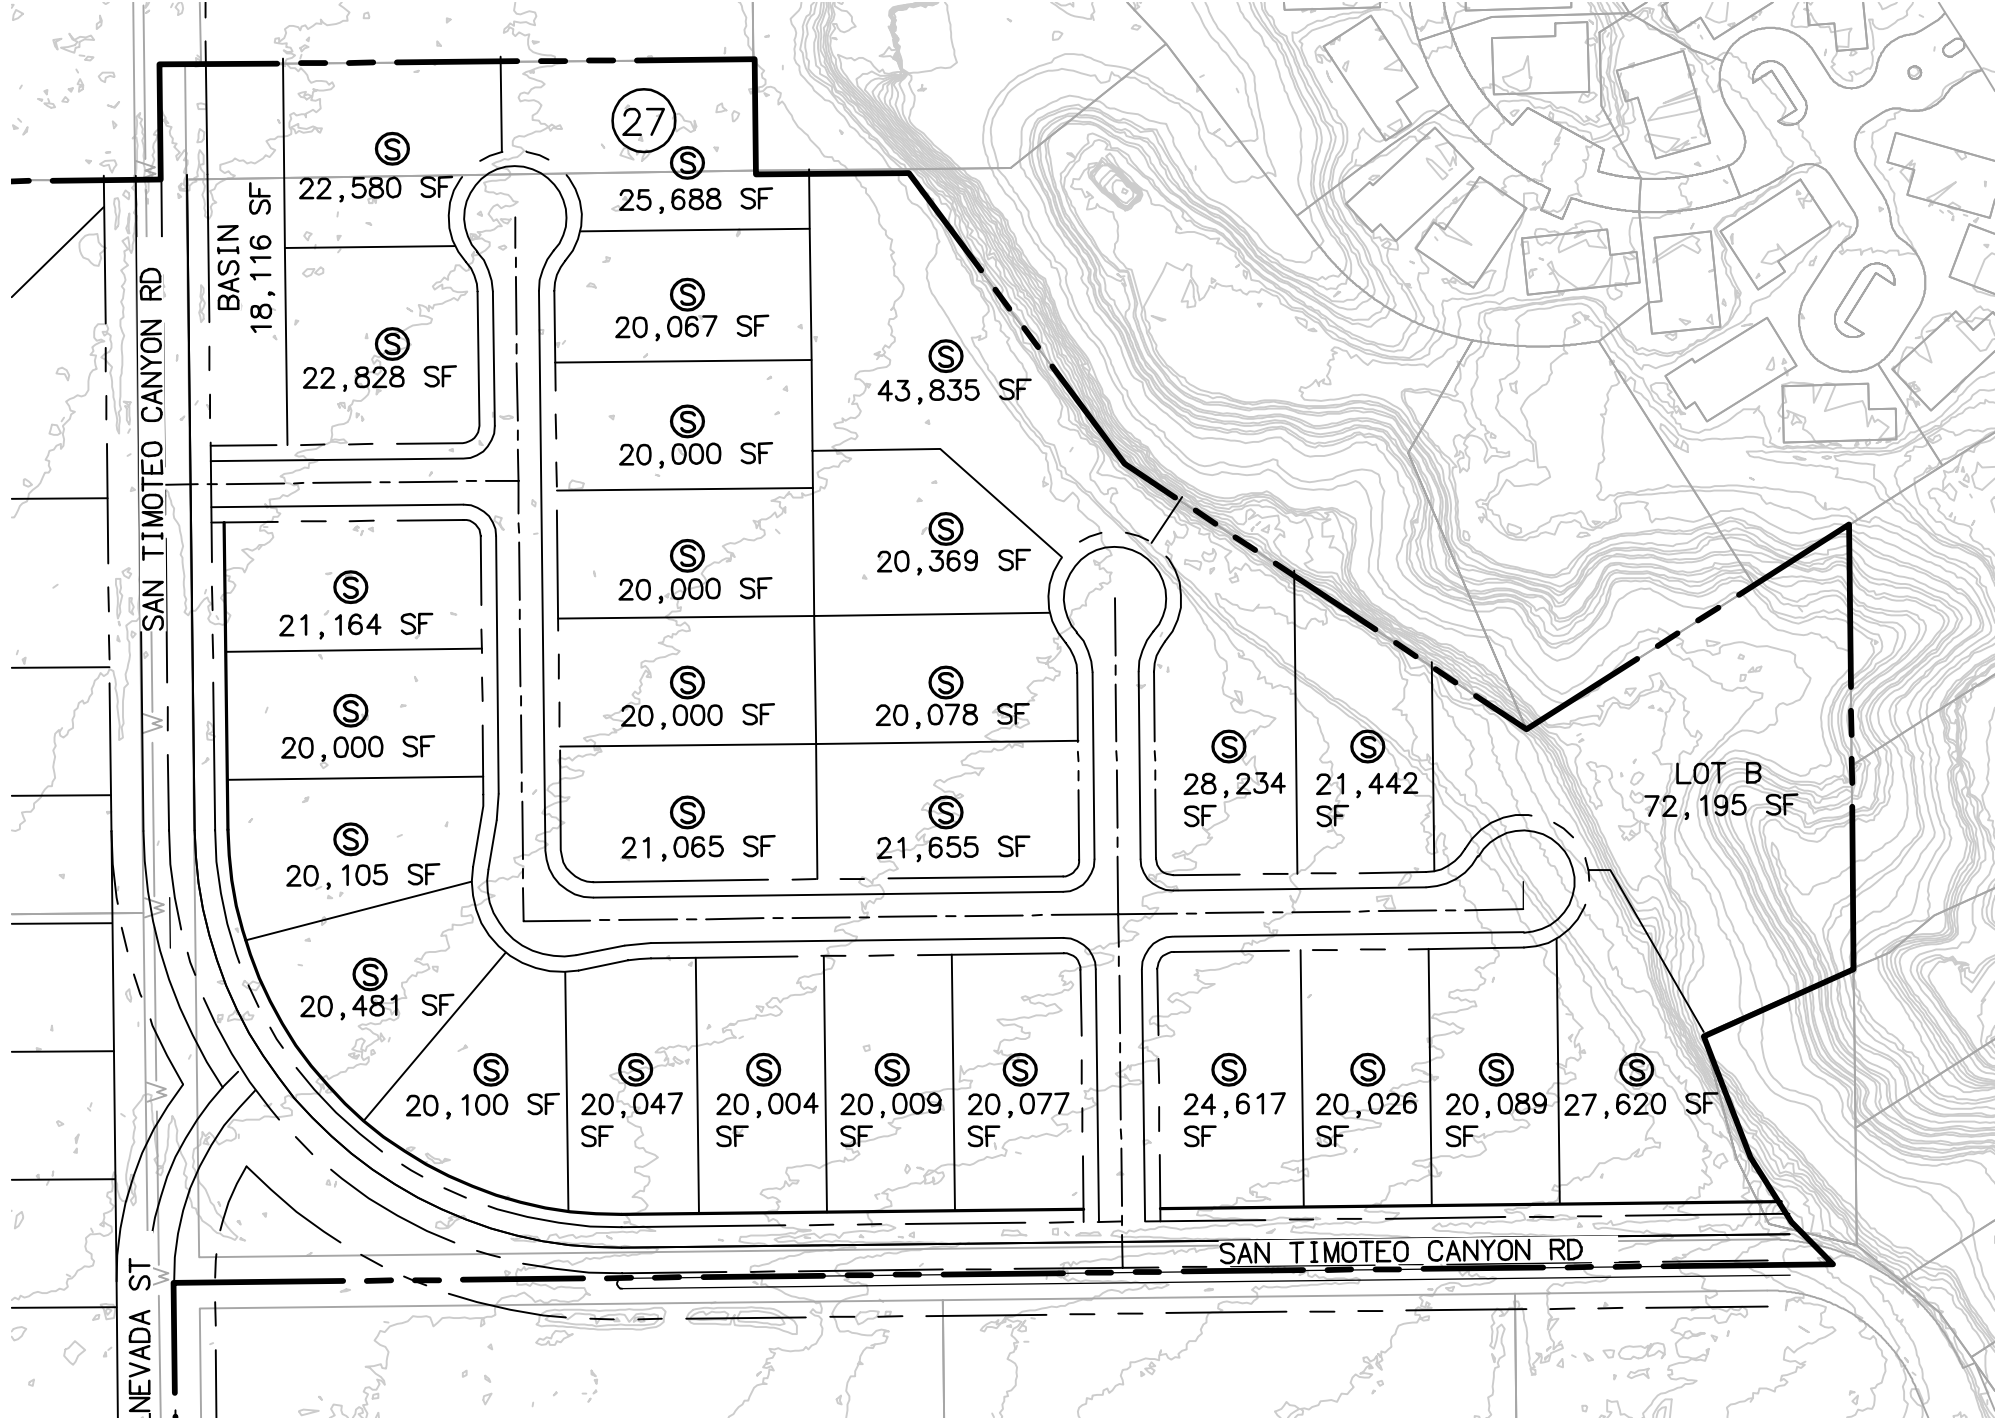 27
S
22,580 SF
S
25,688 SF
BASIN
18,116 SF
SAN TIMOTEO CANYON RD
S
22,828 SF
S
20,067 SF
S
43,835 SF
S
20,000 SF
S
20,369 SF
S
20,000 SF
S
21,164 SF
S
20,000 SF
S
20,078 SF
S
20,000 SF
S
28,234
SF
S
21,442
SF
LOT B
72,195 SF
S
20,105 SF
S
21,065 SF
S
21,655 SF
S
20,481 SF
S
20,100 SF
S
20,047
SF
S
20,004
SF
S
20,009
SF
S
20,077
SF
S
24,617
SF
S
20,026
SF
S
20,089
SF
S
27,620 SF
SAN TIMOTEO CANYON RD
NEVADA ST
W
W
W
W
W